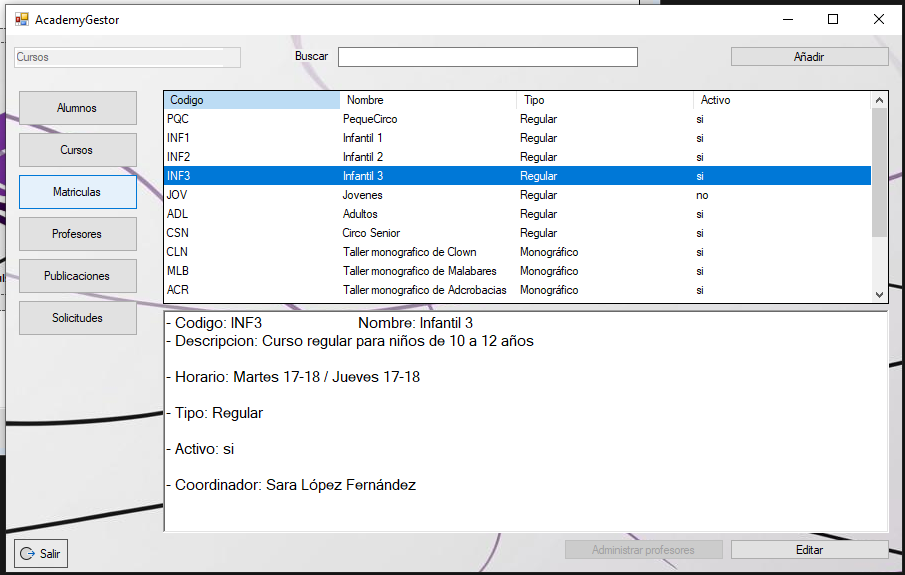 AcademyGestor
Cursos
Buscar
Añadir
Alumnos
Cursos
Matriculas
Profesores
Publicaciones
Solicitudes
Codigo Nombre Tipo Activo
PQC PequeCirco Regular si
INF1 Infantil 1 Regular si
INF2 Infantil 2 Regular si
INF3 Infantil 3 Regular si
JOV Jovenes Regular no
ADL Adultos Regular si
CSN Circo Senior Regular si
CLN Taller monografico de Clown Monográfico si
MLB Taller monografico de Malabares Monográfico si
ACR Taller monografico de Adcrobacias Monográfico si
- Codigo: INF3 Nombre: Infantil 3
- Descripcion: Curso regular para niños de 10 a 12 años
- Horario: Martes 17-18 / Jueves 17-18
- Tipo: Regular
- Activo: si
- Coordinador: Sara López Fernández
Salir
Administrar profesores
Editar